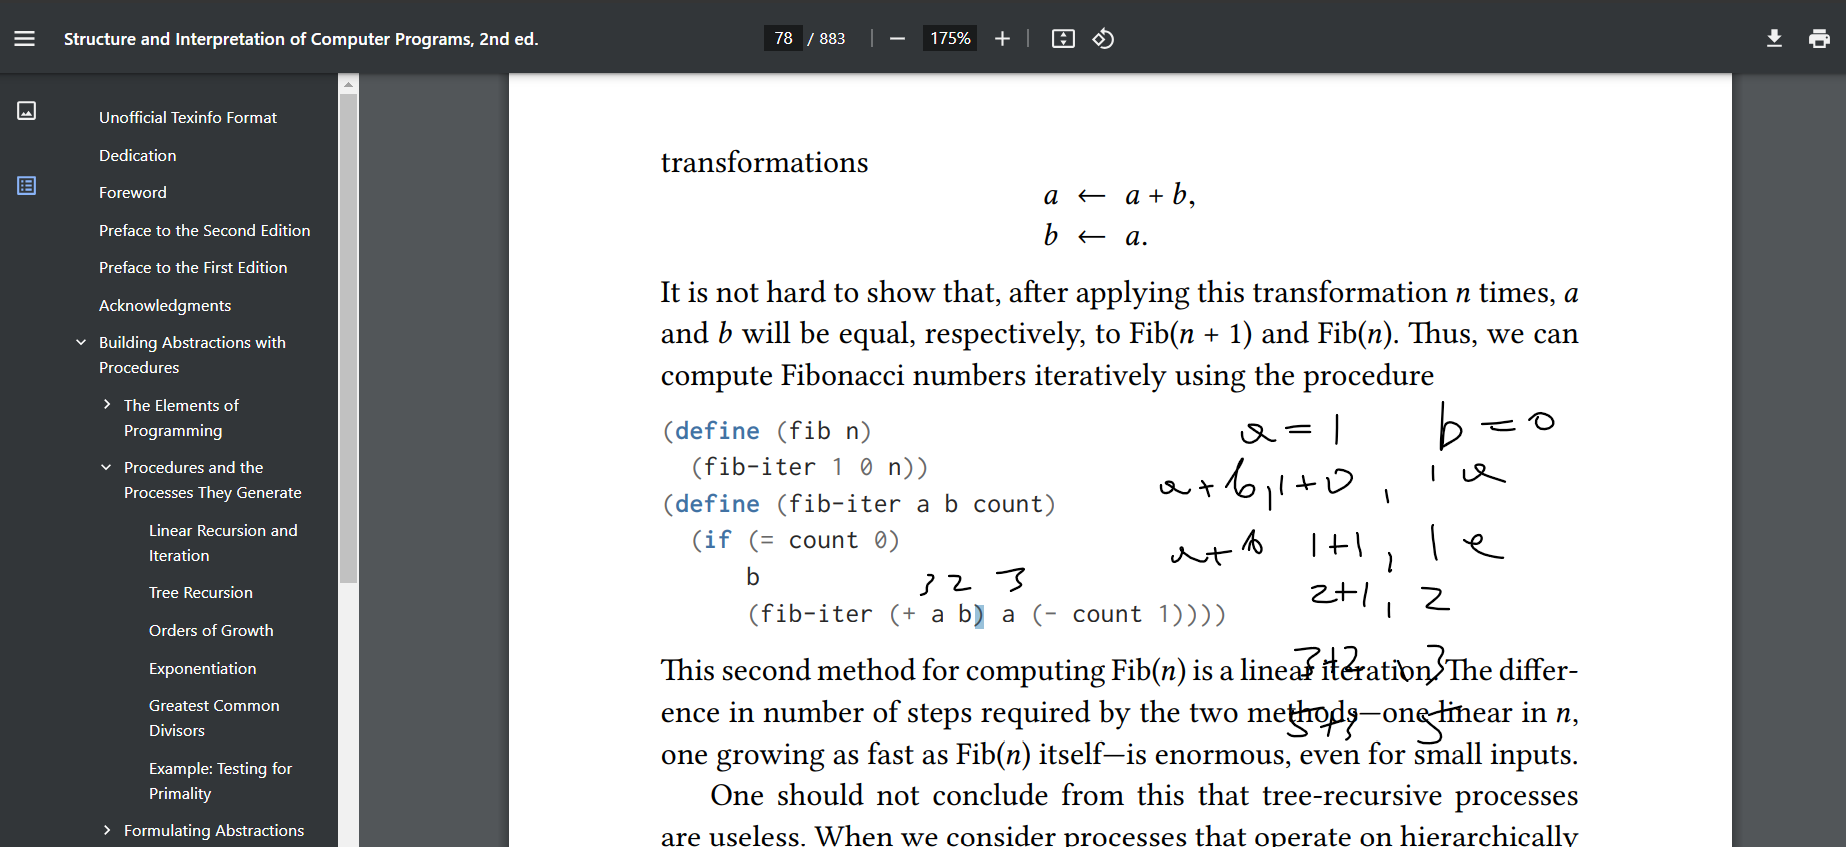 Structure and Interpretation of Computer Programs, 2nd ed.
78 / 883
175%
Unofficial Texinfo Format
Dedication
Foreword
Preface to the Second Edition
Preface to the First Edition
Acknowledgments
Building Abstractions with
Procedures
The Elements of
Programming
Procedures and the
Processes They Generate
Linear Recursion and
Iteration
Tree Recursion
Orders of Growth
Exponentiation
Greatest Common
Divisors
Example: Testing for
Primality
Formulating Abstractions
transformations
a ← a + b,
b ← a.
It is not hard to show that, after applying this transformation n times, a
and b will be equal, respectively, to Fib(n + 1) and Fib(n). Thus, we can
compute Fibonacci numbers iteratively using the procedure
(define (fib n)
(fib-iter 1 0 n))
(define (fib-iter a b count)
(if (= count 0)
b
3 2 3
(fib-iter (+ a b) a (- count 1))))
a = 1 b = 0
a+b, 1+0 , 1 a
a+b 1+1 , 1 a
2+1 , 2
3+2 , 3
5+3 5
This second method for computing Fib(n) is a linear iteration. The differ-
ence in number of steps required by the two methods—one linear in n,
one growing as fast as Fib(n) itself—is enormous, even for small inputs.
One should not conclude from this that tree-recursive processes
are useless. When we consider processes that operate on hierarchically